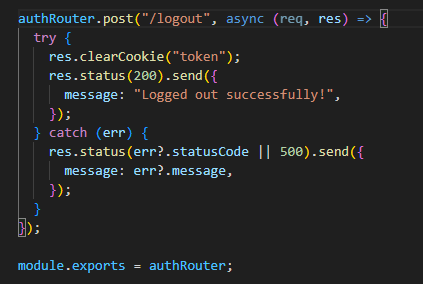 authRouter.post("/logout", async (req, res) => {
  try {
    res.clearCookie("token");
    res.status(200).send({
      message: "Logged out successfully!",
    });
  } catch (err) {
    res.status(err?.statusCode || 500).send({
      message: err?.message,
    });
  }
});

module.exports = authRouter;